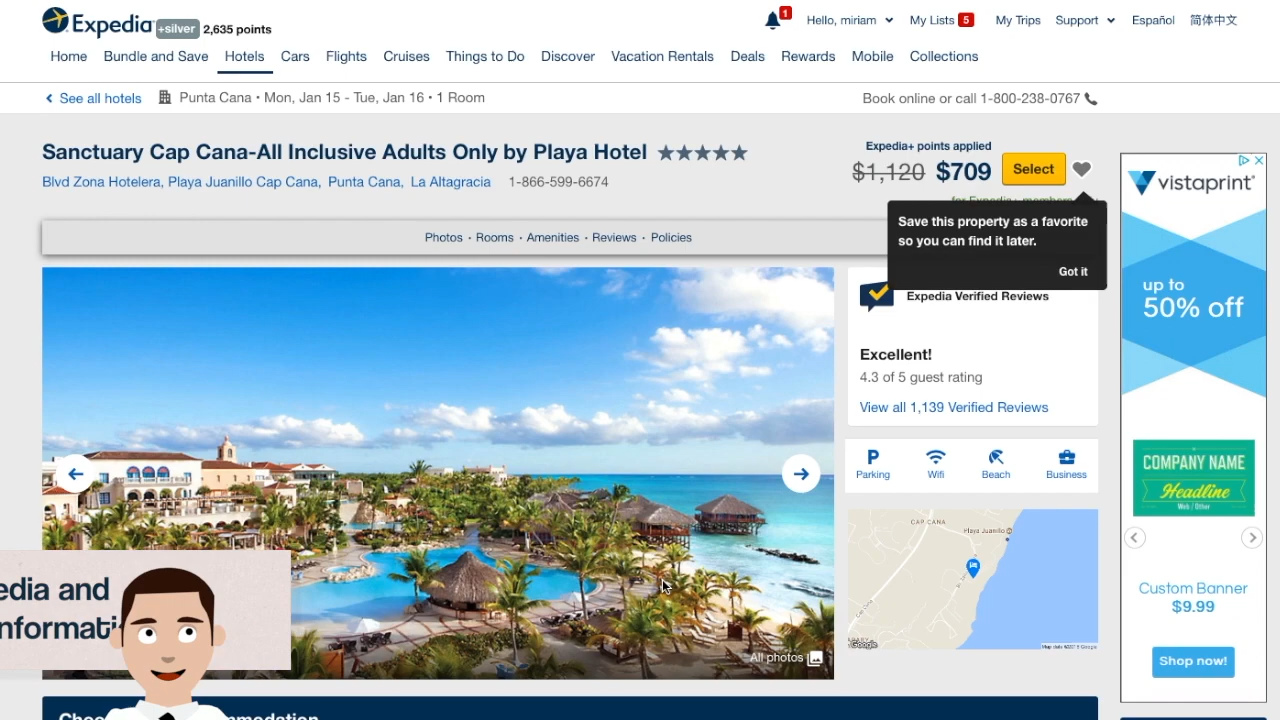 Expedia
+silver 2,635 points
1
Hello, miriam
My Lists 5
My Trips
Support
Español
简体中文
Home
Bundle and Save
Hotels
Cars
Flights
Cruises
Things to Do
Discover
Vacation Rentals
Deals
Rewards
Mobile
Collections
See all hotels
Punta Cana • Mon, Jan 15 - Tue, Jan 16 • 1 Room
Book online or call 1-800-238-0767
Sanctuary Cap Cana-All Inclusive Adults Only by Playa Hotel
Blvd Zona Hotelera, Playa Juanillo Cap Cana, Punta Cana, La Altagracia 1-866-599-6674
Expedia+ points applied
$1,120 $709
Select
Save this property as a favorite
so you can find it later.
Got it
Photos · Rooms · Amenities · Reviews · Policies
Expedia Verified Reviews
Excellent!
4.3 of 5 guest rating
View all 1,139 Verified Reviews
P
Parking
Wifi
Beach
Business
CAP CANA
Playa Juanillo
Google
All photos
edia and
nformati
vistaprint
up to
50% off
COMPANY NAME
Headline
Web / Other
Custom Banner
$9.99
Shop now!